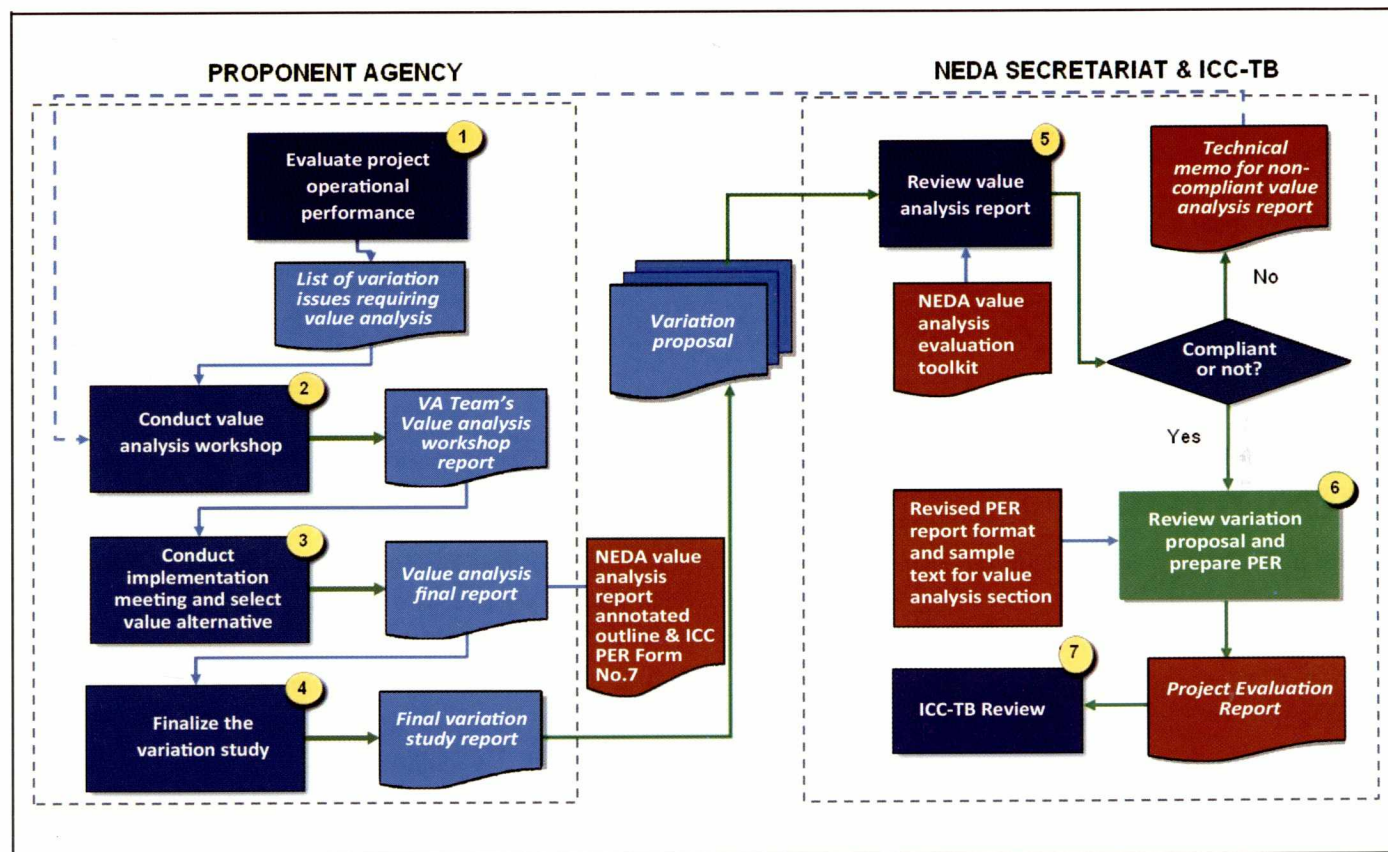 PROPONENT AGENCY
1
Evaluate project
operational
performance
List of variation
issues requiring
value analysis
2
Conduct value
analysis workshop
VA Team's
Value analysis
workshop
report
3
Conduct
implementation
meeting and select
value alternative
Value analysis
final report
NEDA value
analysis
report
annotated
outline & ICC
PER Form
No.7
4
Finalize the
variation study
Final variation
study report
Variation
proposal
NEDA SECRETARIAT & ICC-TB
5
Review value
analysis report
NEDA value
analysis
evaluation
toolkit
Technical
memo for non-
compliant value
analysis report
No
Compliant
or not?
Yes
6
Review variation
proposal and
prepare PER
Revised PER
report format
and sample
text for value
analysis section
Project Evaluation
Report
7
ICC-TB Review